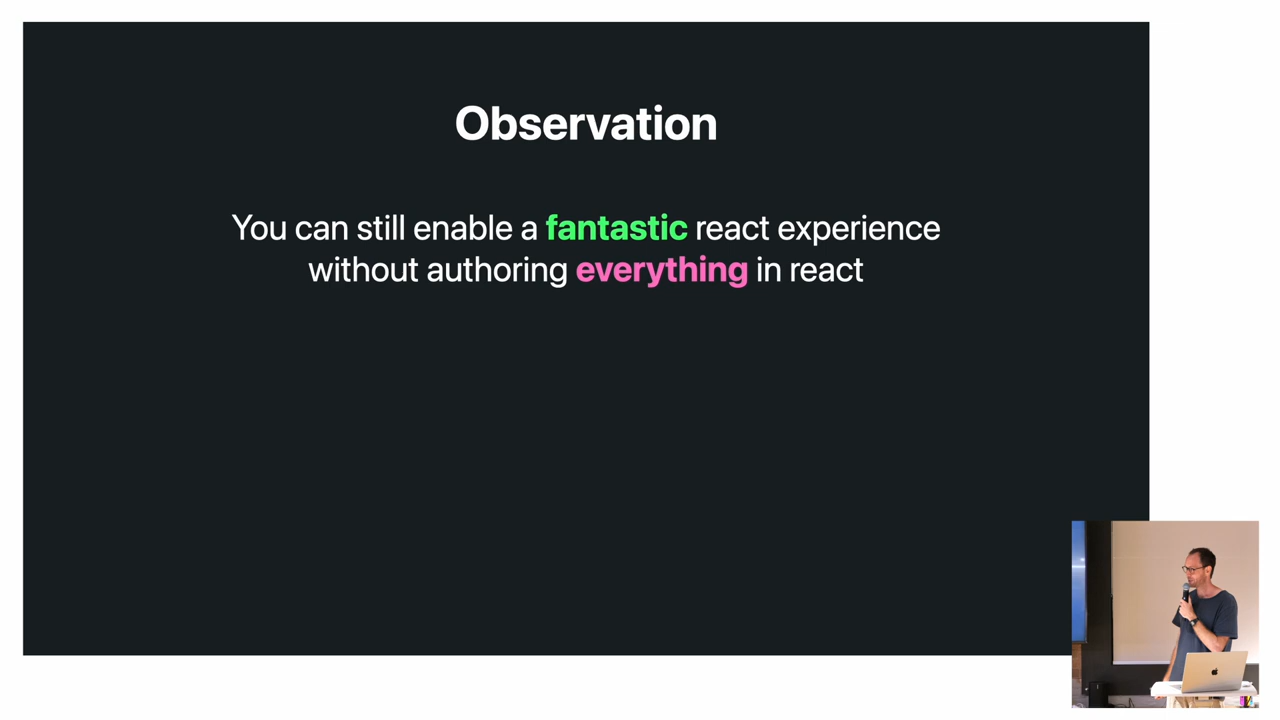 Observation
You can still enable a fantastic react experience
without authoring everything in react